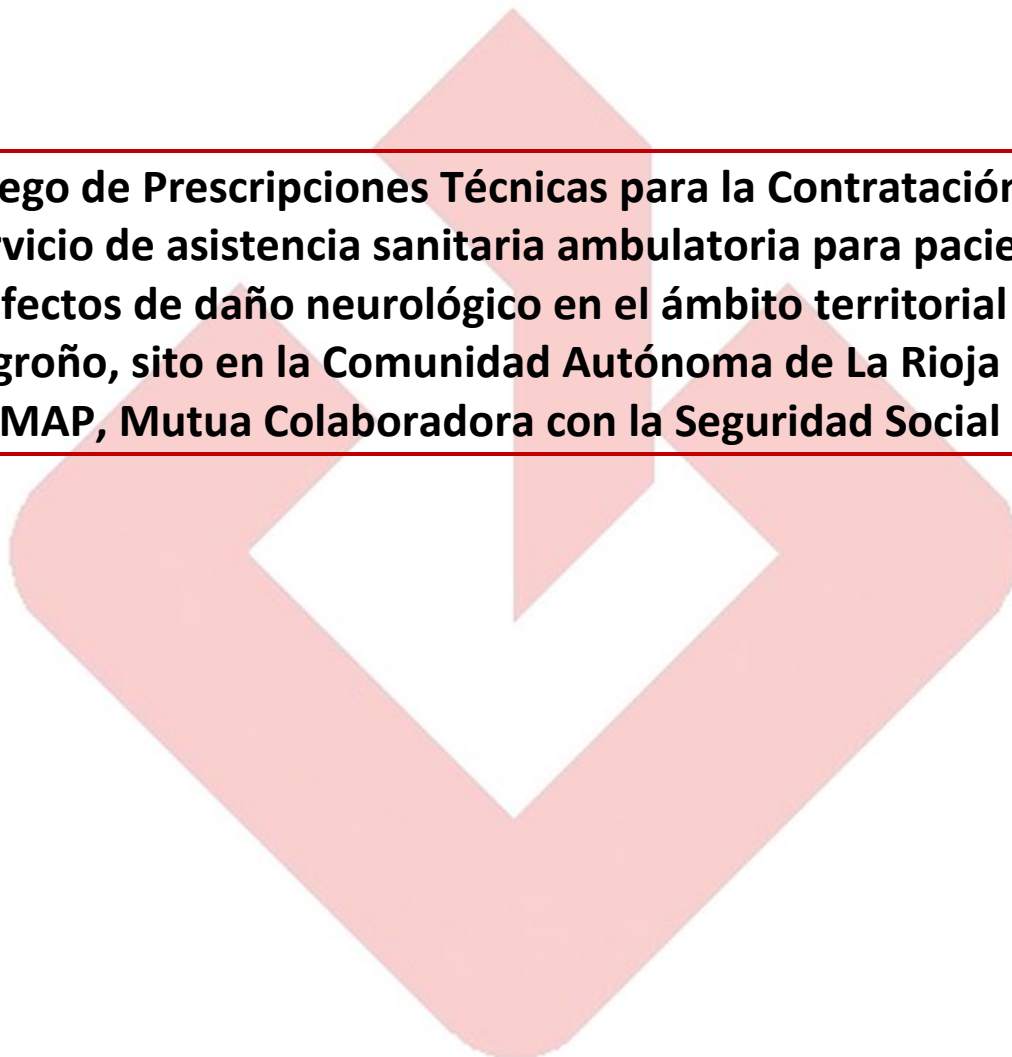 ego de Prescripciones Técnicas para la Contratación
rvicio de asistencia sanitaria ambulatoria para pacie
fectos de daño neurológico en el ámbito territorial
groño, sito en la Comunidad Autónoma de La Rioja
MAP, Mutua Colaboradora con la Seguridad Social